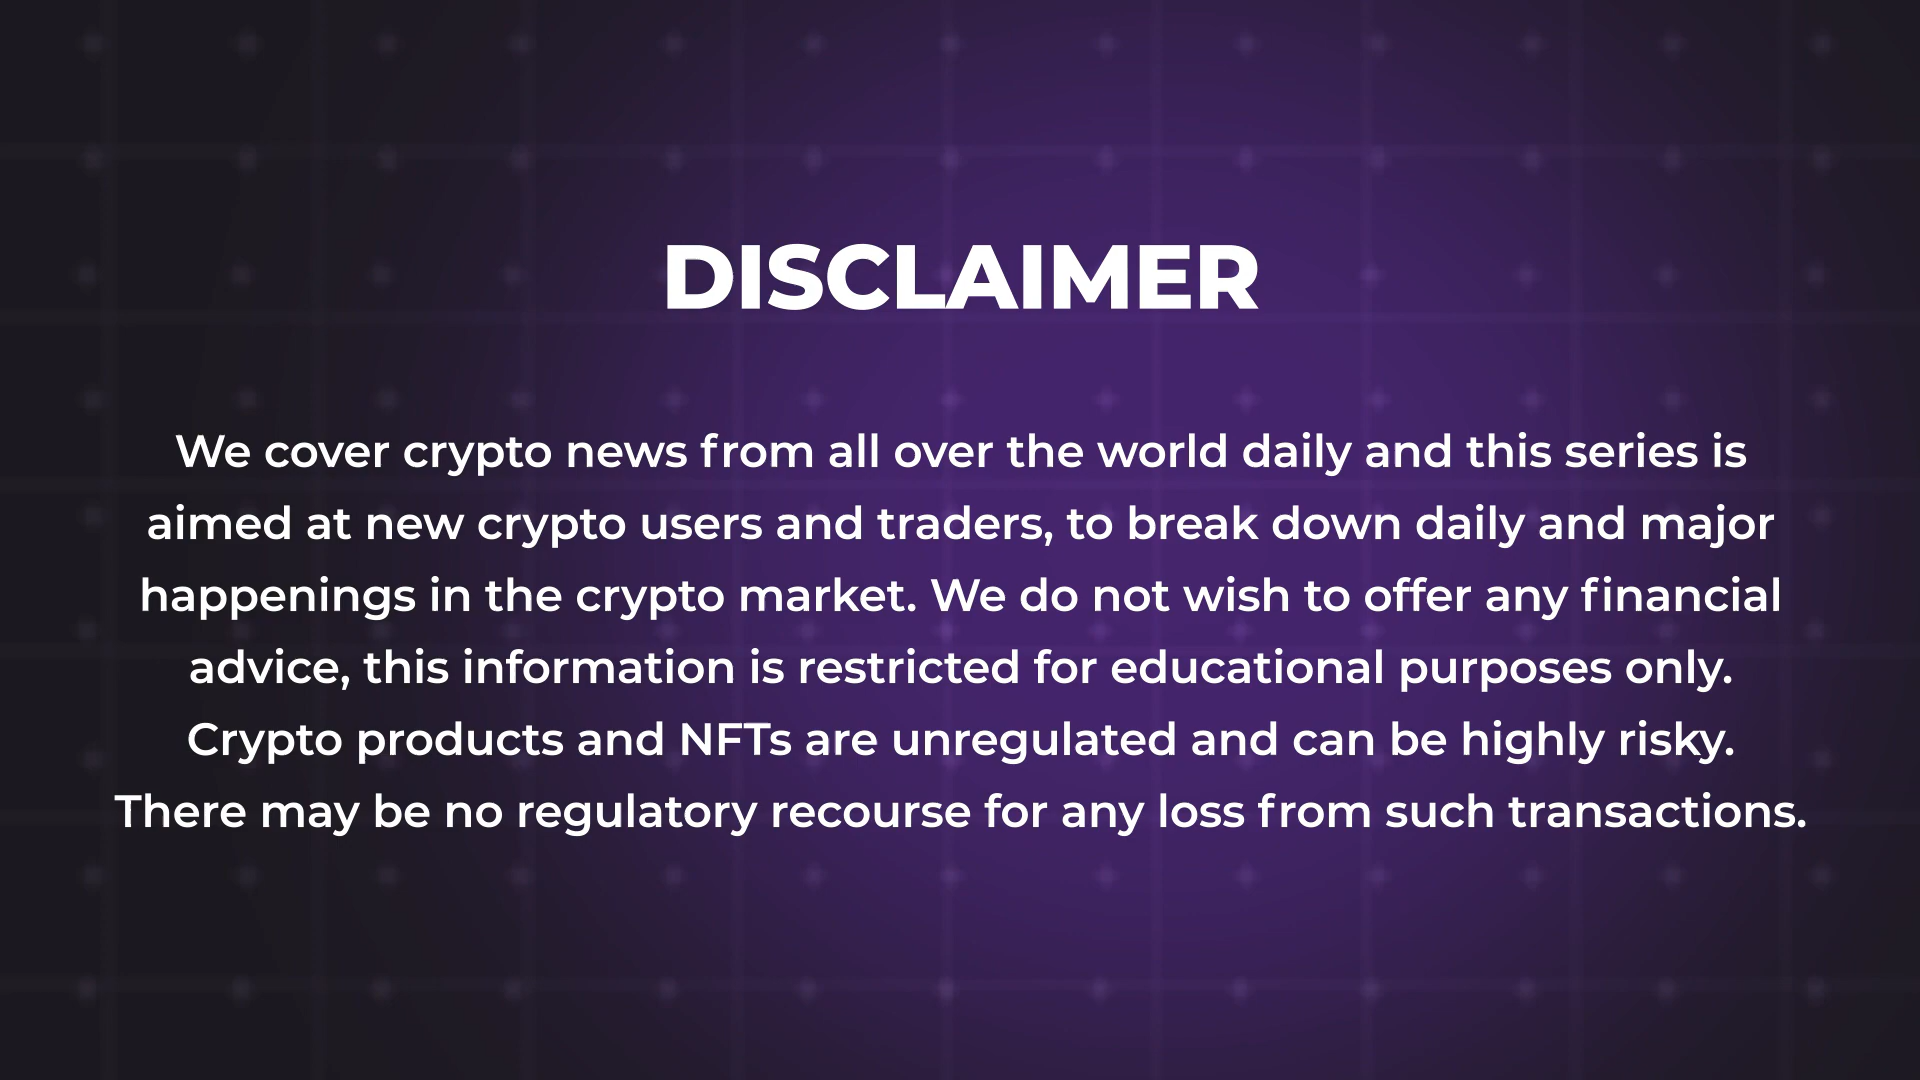 DISCLAIMER
We cover crypto news from all over the world daily and this series is
aimed at new crypto users and traders, to break down daily and major
happenings in the crypto market. We do not wish to offer any financial
advice, this information is restricted for educational purposes only.
Crypto products and NFTs are unregulated and can be highly risky.
There may be no regulatory recourse for any loss from such transactions.